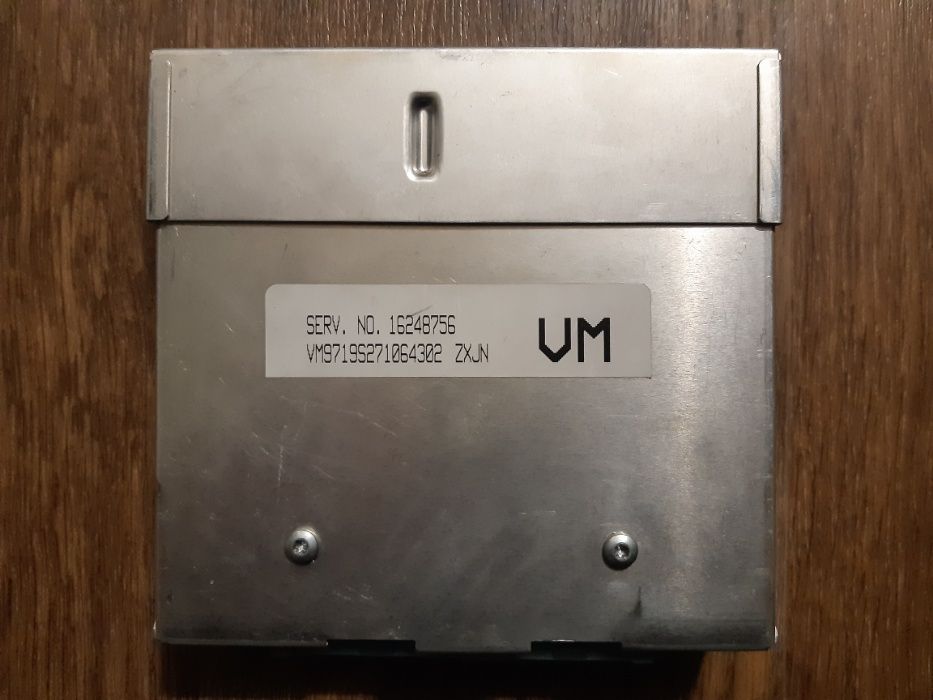 SERV. NO. 16248756
VM9719S271064302 ZXJN
VM